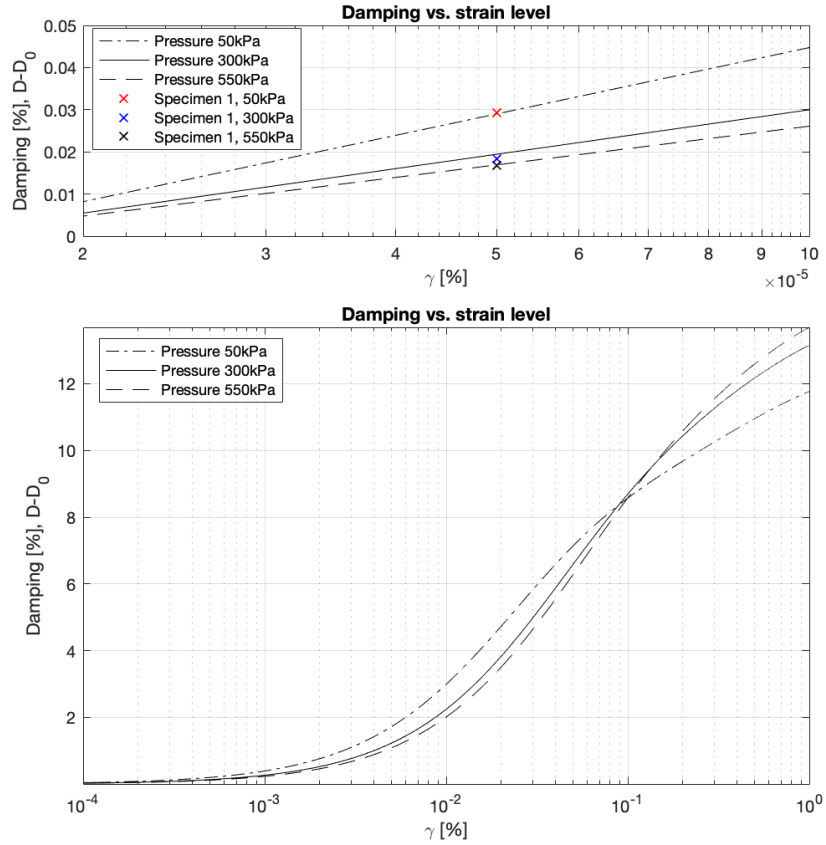 Damping vs. strain level
Damping [%], D-D0
0.05
0.04
0.03
0.02
0.01
0
Pressure 50kPa
Pressure 300kPa
Pressure 550kPa
Specimen 1, 50kPa
Specimen 1, 300kPa
Specimen 1, 550kPa
2 3 4 5 6 7 8 9 10
γ [%]
×10-5
Damping vs. strain level
Damping [%], D-D0
12
10
8
6
4
2
Pressure 50kPa
Pressure 300kPa
Pressure 550kPa
10-4 10-3 10-2 10-1 100
γ [%]